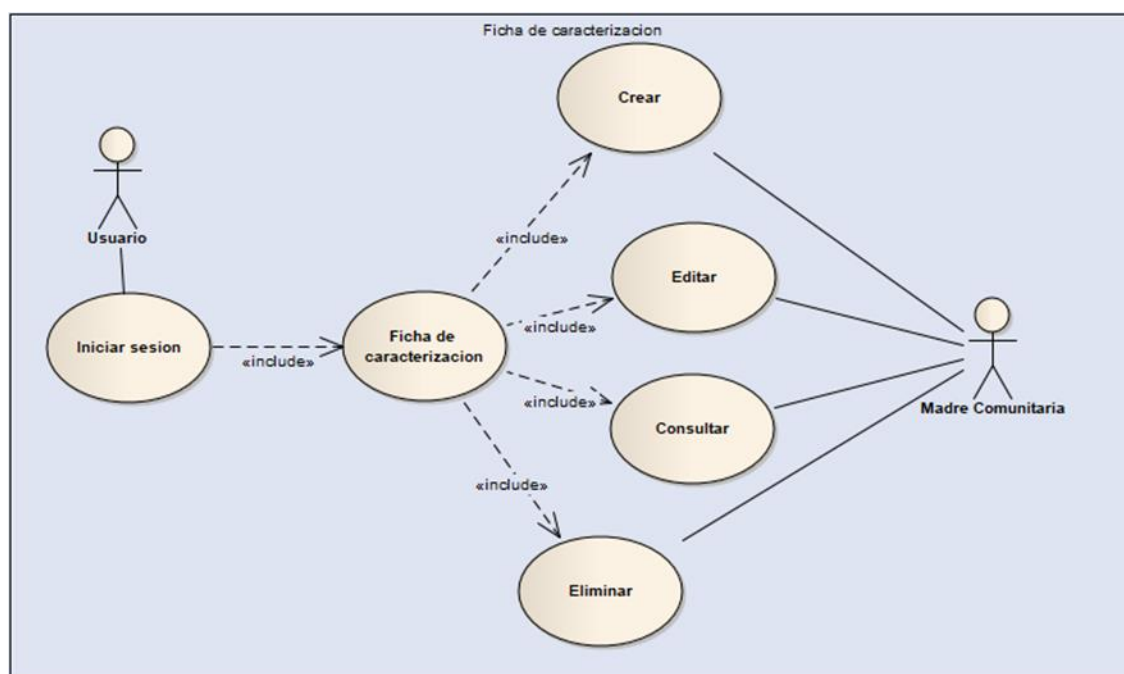 Ficha de caracterizacion
Crear
Usuario
«include»
Editar
Iniciar sesion
«include»
Ficha de
caracterizacion
«include»
«include»
Consultar
Madre Comunitaria
«include»
Eliminar